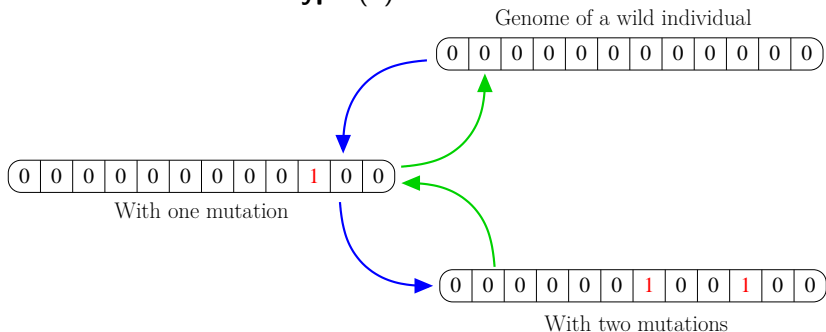 Genome of a wild individual
0 0 0 0 0 0 0 0 0 0 0 0
0 0 0 0 0 0 0 0 0 1 0 0
With one mutation
0 0 0 0 0 0 1 0 0 1 0 0
With two mutations